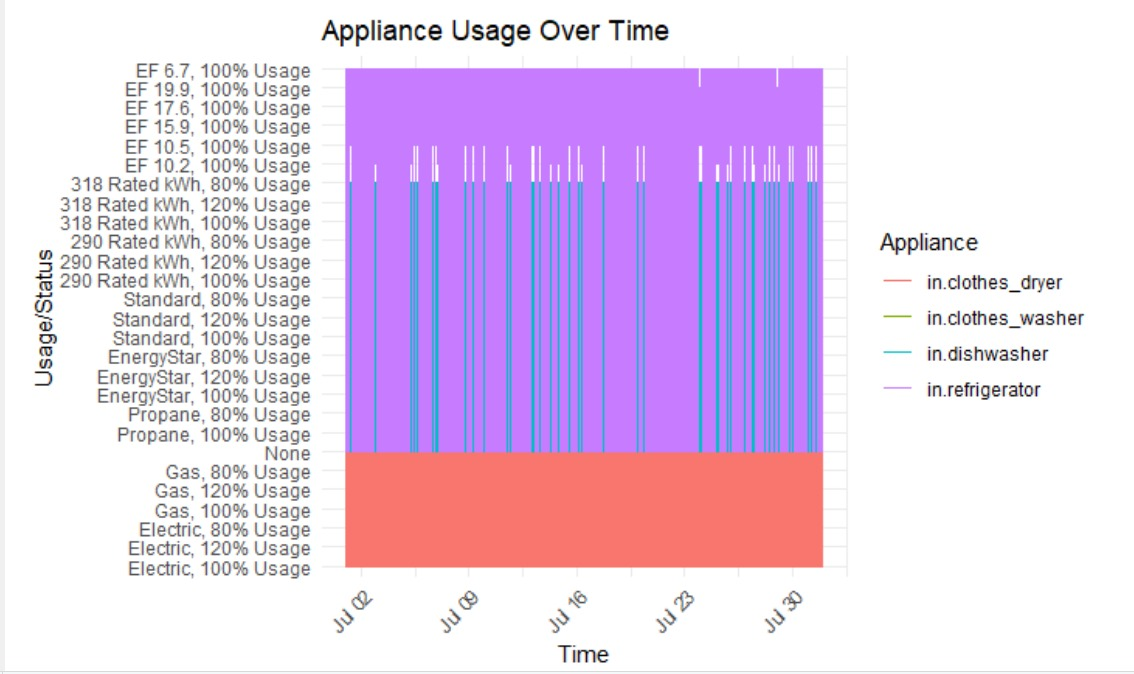 Appliance Usage Over Time
EF 6.7, 100% Usage
EF 19.9, 100% Usage
EF 17.6, 100% Usage
EF 15.9, 100% Usage
EF 10.5, 100% Usage
EF 10.2, 100% Usage
318 Rated kWh, 80% Usage
318 Rated kWh, 120% Usage
318 Rated kWh, 100% Usage
290 Rated kWh, 80% Usage
290 Rated kWh, 120% Usage
290 Rated kWh, 100% Usage
Standard, 80% Usage
Standard, 120% Usage
Standard, 100% Usage
EnergyStar, 80% Usage
EnergyStar, 120% Usage
EnergyStar, 100% Usage
Propane, 80% Usage
Propane, 100% Usage
None
Gas, 80% Usage
Gas, 120% Usage
Gas, 100% Usage
Electric, 80% Usage
Electric, 120% Usage
Electric, 100% Usage
Usage/Status
Jul 02
Jul 09
Jul 16
Jul 23
Jul 30
Time
Appliance
in.clothes_dryer
in.clothes_washer
in.dishwasher
in.refrigerator